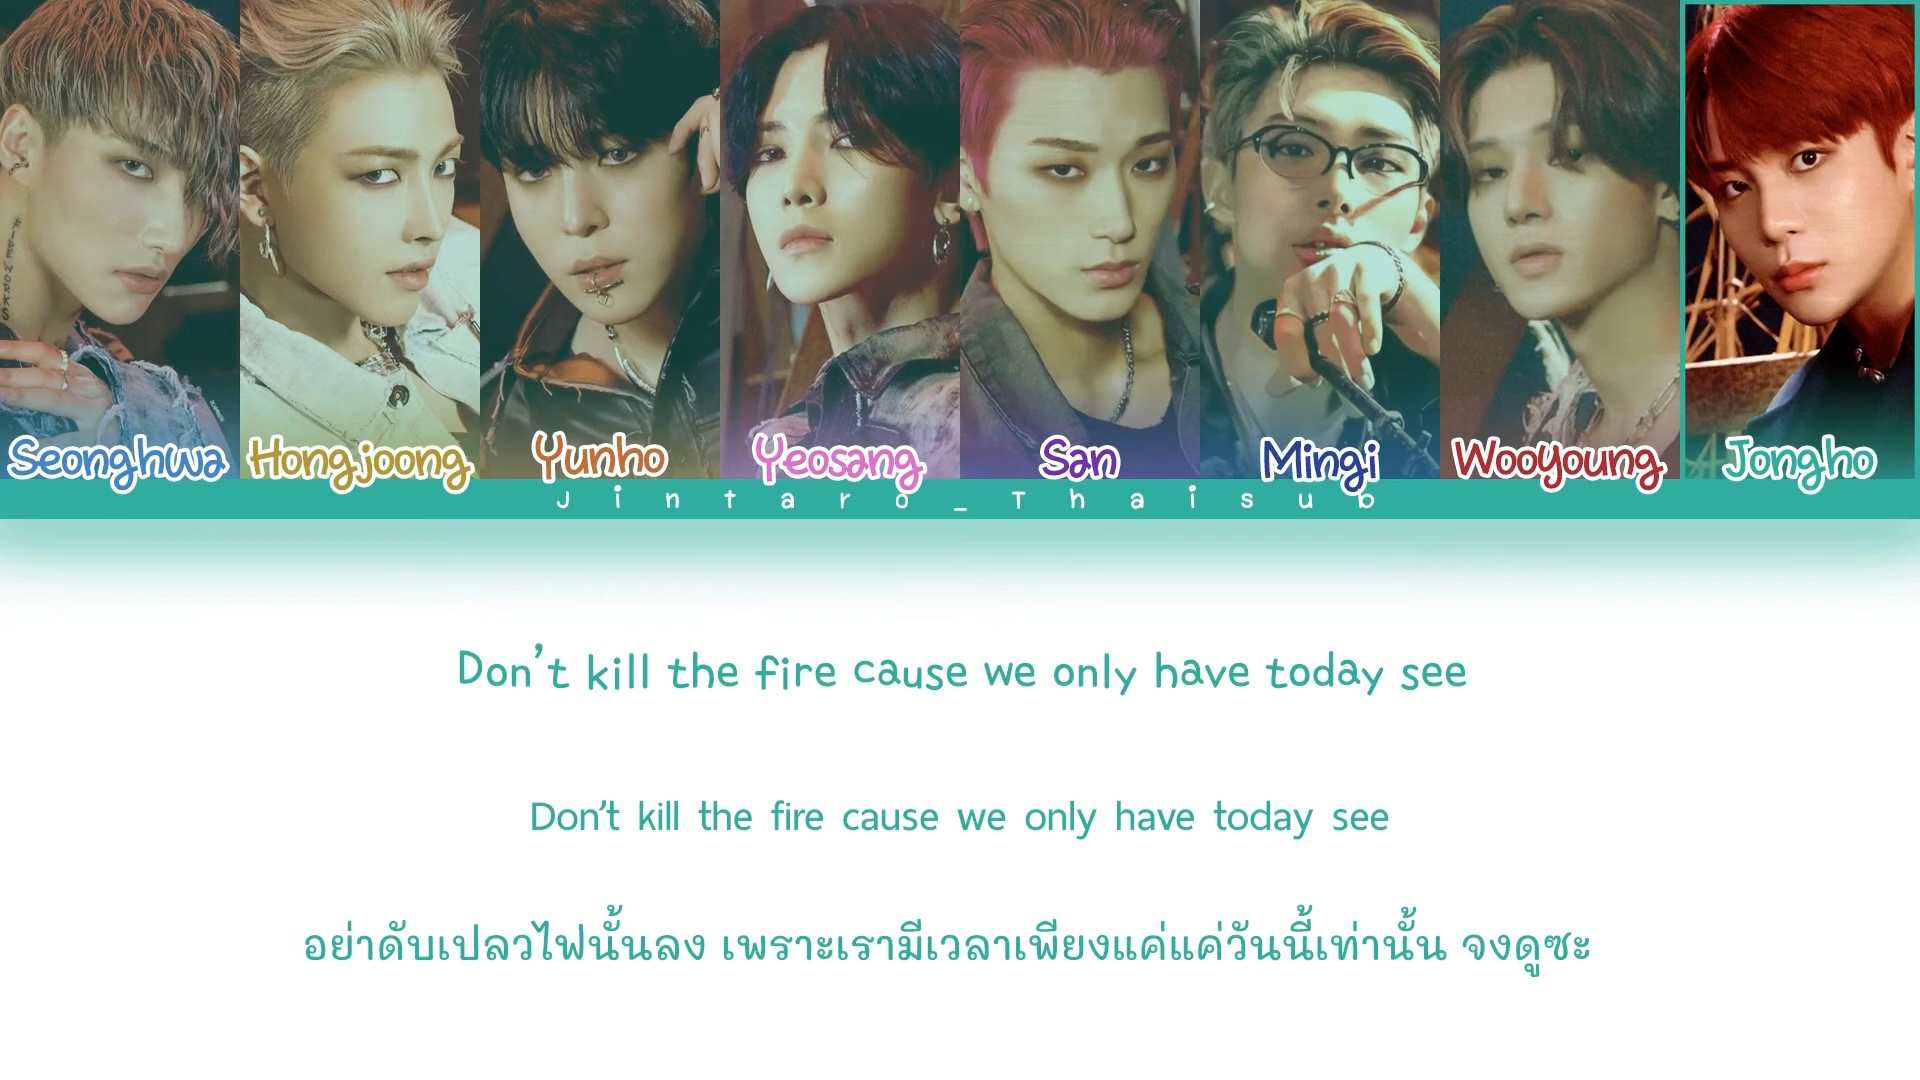 FIREWORKS
Seonghwa Hongjoong Yunho Yeosang San Mingi WooYoung Jongho
Jintaro_Thaisub
Don't kill the fire cause we only have today see
Don't kill the fire cause we only have today see
อย่าดับเปลวไฟนั้นลง เพราะเรามีเวลาเพียงแค่แค่วันนี้เท่านั้น จงดูซะ